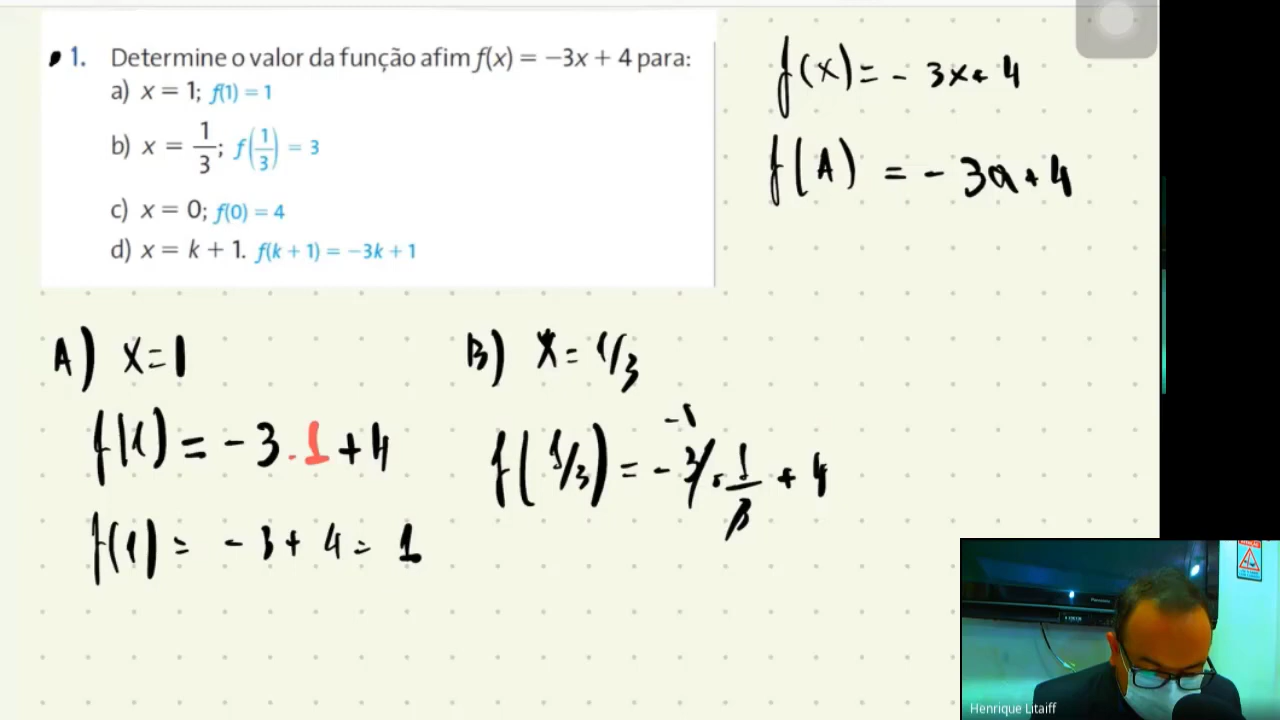 1. Determine o valor da função afim f(x) = −3x + 4 para:
a) x = 1; f(1) = 1
b) x = 1/3; f(1/3) = 3
c) x = 0; f(0) = 4
d) x = k + 1. f(k + 1) = −3k + 1
f(x) = - 3x + 4
f(A) = - 3a + 4
A) x = 1
f(1) = - 3 . 1 + 4
f(1) = - 3 + 4 = 1
B) x = 1/3
-1
f(1/3) = - 3 . 1/3 + 4
Henrique Litaiff